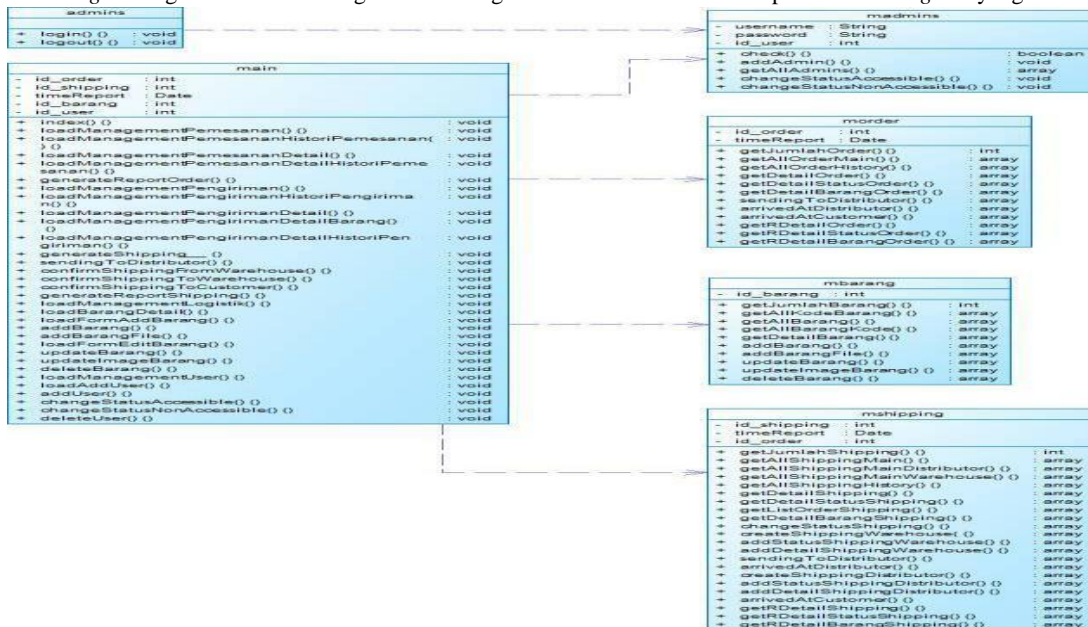 admins
+ login() () : void
+ logout() () : void
main
- id_order : int
- id_shipping : int
- timeReport : Date
- id_barang : int
- id_user : int
+ index() () : void
+ loadManagementPemesanan() () : void
+ loadManagementPemesananHistoriPemesanan( : void
) ()
+ loadManagementPemesananDetail() () : void
+ loadManagementPemesananDetailHistoriPeme : void
sanan() ()
+ generateReportOrder() () : void
+ loadManagementPengiriman() () : void
+ loadManagementPengirimanHistoriPengirima : void
n() ()
+ loadManagementPengirimanDetail() () : void
+ loadManagementPengirimanDetailBarang() : void
()
+ loadManagementPengirimanDetailHistoriPen : void
giriman() ()
+ generateShipping__ () : void
+ sendingToDistributor() () : void
+ confirmShippingFromWarehouse() () : void
+ confirmShippingToWarehouse() () : void
+ confirmShippingToCustomer() () : void
+ generateReportShipping() () : void
+ loadManagementLogistik() () : void
+ loadBarangDetail() () : void
+ loadFormAddBarang() () : void
+ addBarang() () : void
+ addBarangFile() () : void
+ loadFormEditBarang() () : void
+ updateBarang() () : void
+ updateImageBarang() () : void
+ deleteBarang() () : void
+ loadManagementUser() () : void
+ loadAddUser() () : void
+ addUser() () : void
+ changeStatusAccessible() () : void
+ changeStatusNonAccessible() () : void
+ deleteUser() () : void
madmins
- username : String
- password : String
- id_user : int
+ check() () : boolean
+ addAdmin() () : void
+ getAllAdmins() () : array
+ changeStatusAccessible() () : void
+ changeStatusNonAccessible() () : void
morder
- id_order : int
- timeReport : Date
+ getJumlahOrder() () : int
+ getAllOrderMain() () : array
+ getAllOrderHistory() () : array
+ getDetailOrder() () : array
+ getDetailStatusOrder() () : array
+ getDetailBarangOrder() () : array
+ sendingToDistributor() () : array
+ arrivedAtDistributor() () : array
+ arrivedAtCustomer() () : array
+ getRDetailOrder() () : array
+ getRDetailStatusOrder() () : array
+ getRDetailBarangOrder() () : array
mbarang
- id_barang : int
+ getJumlahBarang() () : int
+ getAllKodeBarang() () : array
+ getAllBarang() () : array
+ getAllBarangKode() () : array
+ getDetailBarang() () : array
+ addBarang() () : array
+ addBarangFile() () : array
+ updateBarang() () : array
+ updateImageBarang() () : array
+ deleteBarang() () : array
mshipping
- id_shipping : int
- timeReport : Date
- id_order : int
+ getJumlahShipping() () : int
+ getAllShippingMain() () : array
+ getAllShippingMainDistributor() () : array
+ getAllShippingMainWarehouse() () : array
+ getAllShippingHistory() () : array
+ getDetailShipping() () : array
+ getDetailStatusShipping() () : array
+ getListOrderShipping() () : array
+ getDetailBarangShipping() () : array
+ changeStatusShipping() () : array
+ createShippingWarehouse( () : array
+ addStatusShippingWarehouse() () : array
+ addDetailShippingWarehouse() () : array
+ sendingToDistributor() () : array
+ arrivedAtDistributor() () : array
+ createShippingDistributor() () : array
+ addStatusShippingDistributor() () : array
+ addDetailShippingDistributor() () : array
+ arrivedAtCustomer() () : array
+ getRDetailShipping() () : array
+ getRDetailStatusShipping() () : array
+ getRDetailBarangShipping() () : array